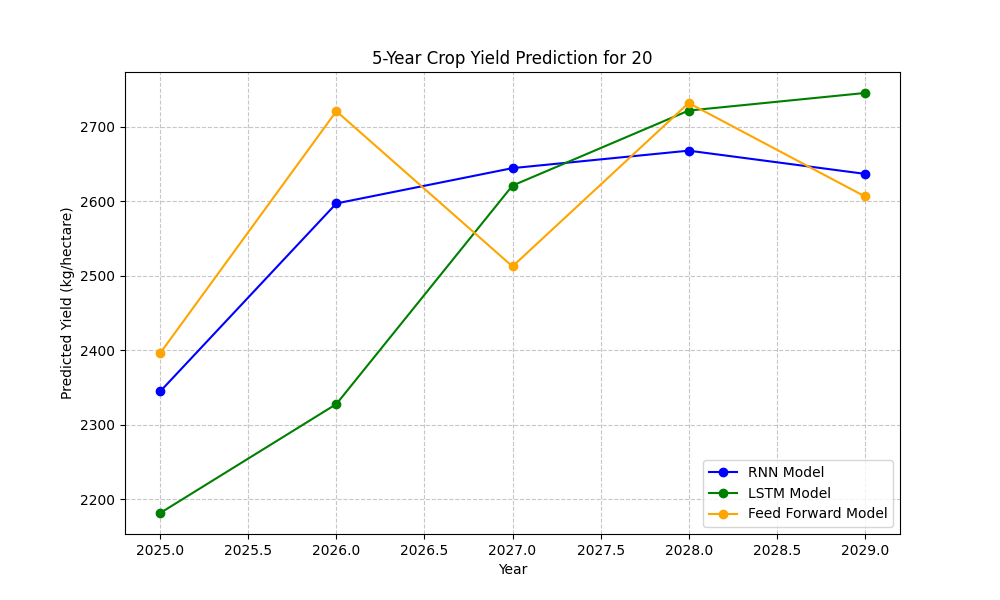 5-Year Crop Yield Prediction for 20
Predicted Yield (kg/hectare)
2700
2600
2500
2400
2300
2200
RNN Model
LSTM Model
Feed Forward Model
2025.0 2025.5 2026.0 2026.5 2027.0 2027.5 2028.0 2028.5 2029.0
Year